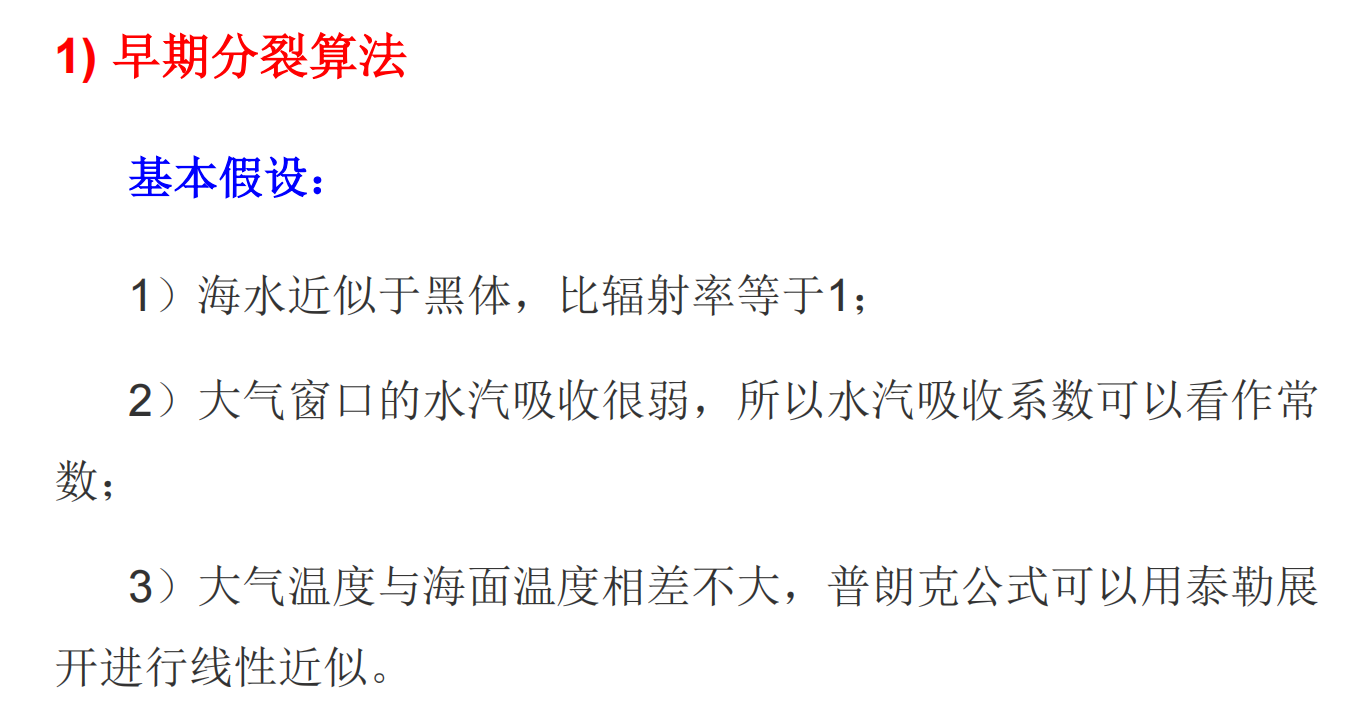 1) 早期分裂算法
基本假设：
1）海水近似于黑体，比辐射率等于1；
2）大气窗口的水汽吸收很弱，所以水汽吸收系数可以看作常
数；
3）大气温度与海面温度相差不大，普朗克公式可以用泰勒展
开进行线性近似。